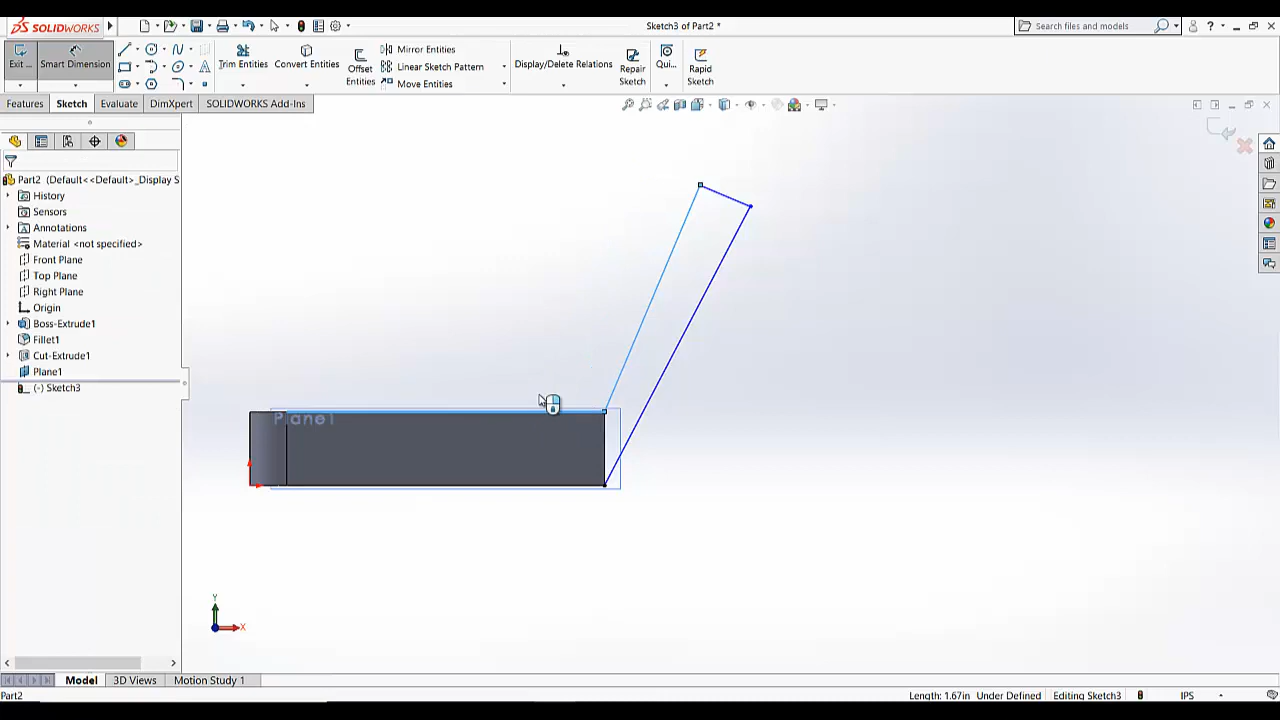 SOLIDWORKS
Sketch3 of Part2 *
Search files and models
Exit ...
Smart Dimension
Trim Entities
Convert Entities
Offset Entities
Mirror Entities
Linear Sketch Pattern
Move Entities
Display/Delete Relations
Repair Sketch
Qui...
Rapid Sketch
Features
Sketch
Evaluate
DimXpert
SOLIDWORKS Add-Ins
Part2 (Default<<Default>_Display S
History
Sensors
Annotations
Material <not specified>
Front Plane
Top Plane
Right Plane
Origin
Boss-Extrude1
Fillet1
Cut-Extrude1
Plane1
(-) Sketch3
Plane1
Y
X
Model
3D Views
Motion Study 1
Part2
Length: 1.67in
Under Defined
Editing Sketch3
IPS